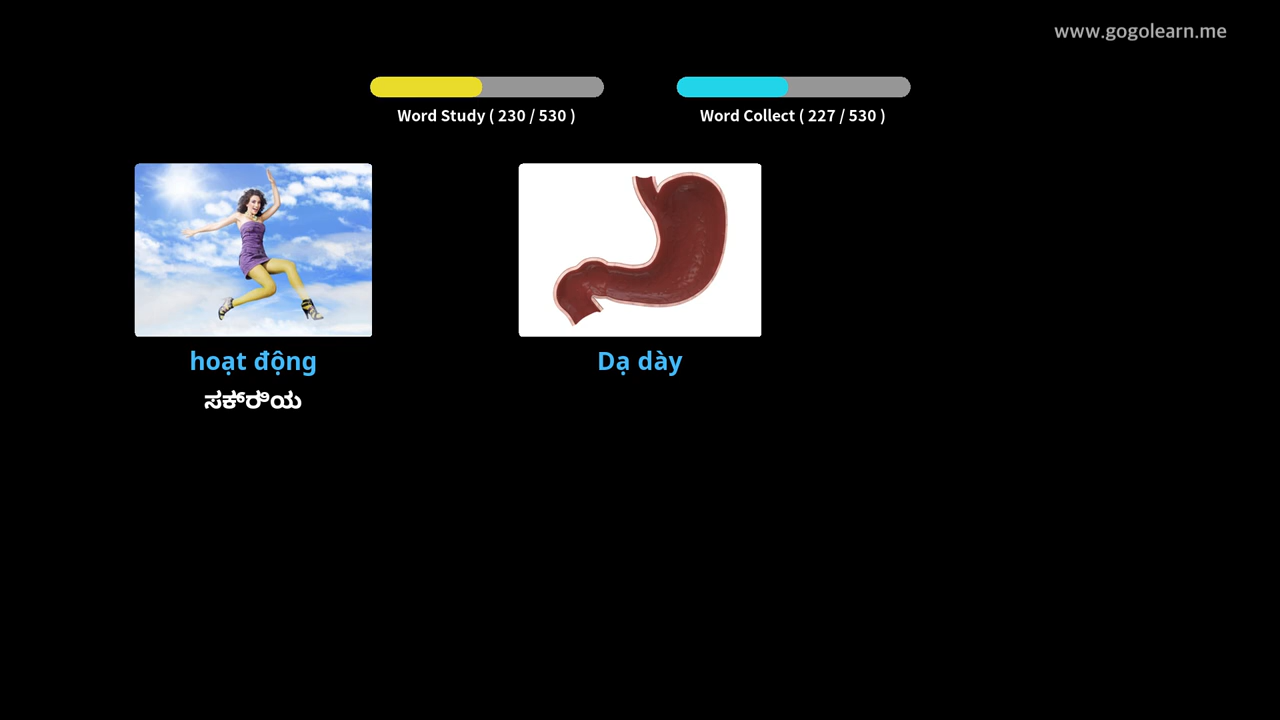 www.gogolearn.me
Word Study ( 230 / 530 )
Word Collect ( 227 / 530 )
hoạt động
Dạ dày
ಸಕ್ರಿಯ